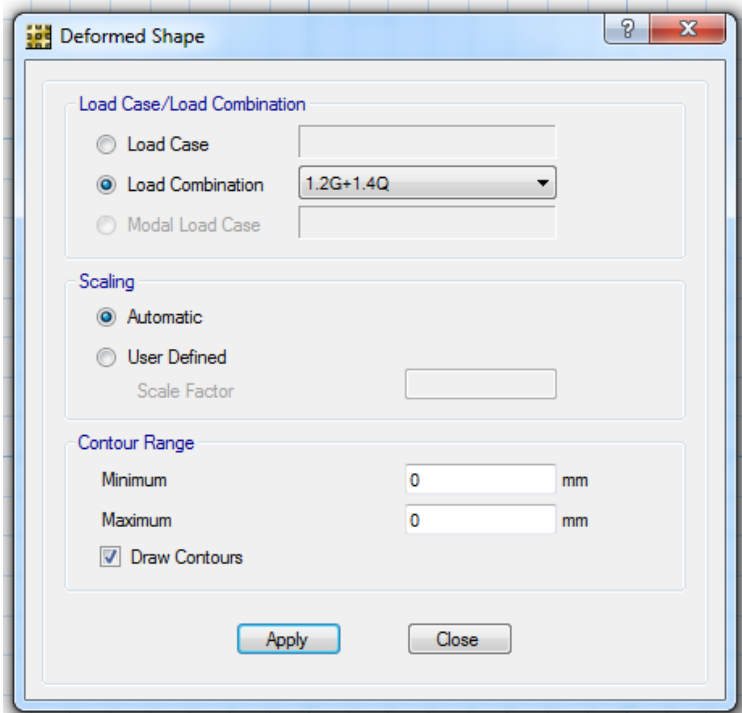 Deformed Shape
Load Case/Load Combination
Load Case
Load Combination 1.2G+1.4Q
Modal Load Case
Scaling
Automatic
User Defined
Scale Factor
Contour Range
Minimum 0 mm
Maximum 0 mm
Draw Contours
Apply Close